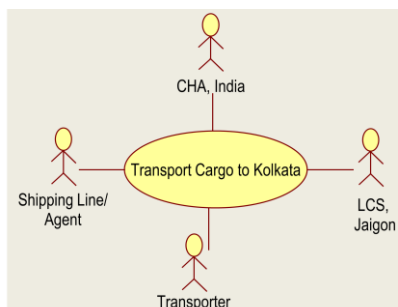 CHA, India
Transport Cargo to Kolkata
Shipping Line/
Agent
LCS,
Jaigon
Transporter